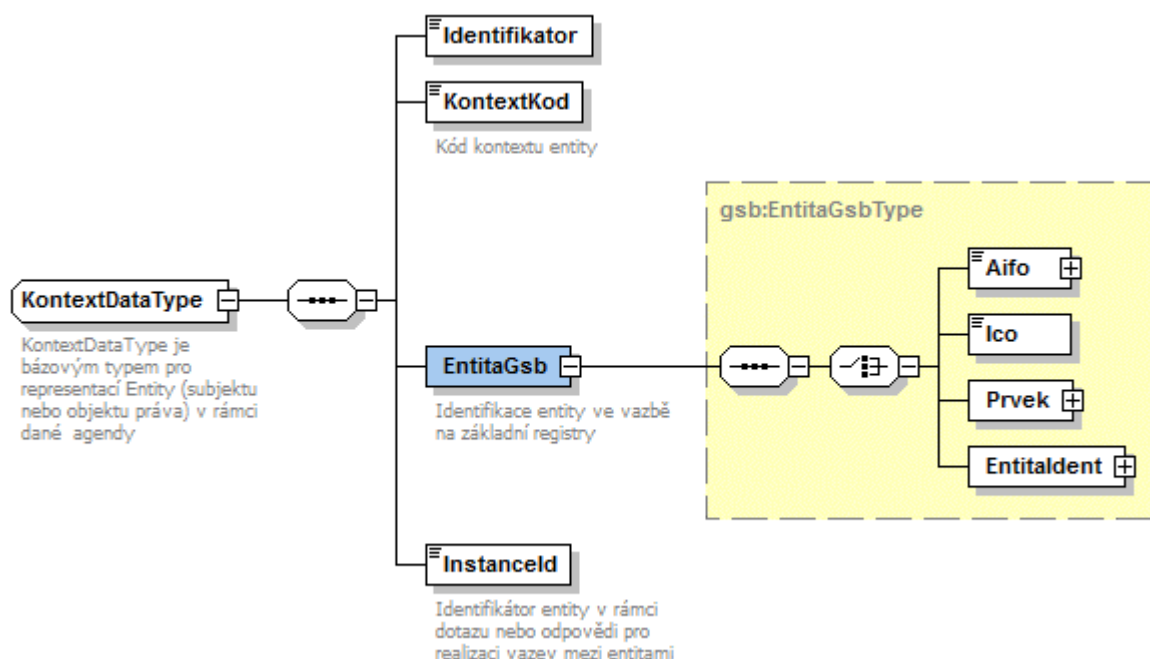 Identifikator
KontextKod
Kód kontextu entity
gsb:EntitaGsbType
Aifo
Ico
Prvek
EntitaIdent
KontextDataType
KontextDataType je
bázovým typem pro
representací Entity (subjektu
nebo objektu práva) v rámci
dané agendy
EntitaGsb
Identifikace entity ve vazbě
na základní registry
InstanceId
Identifikátor entity v rámci
dotazu nebo odpovědi pro
realizaci vazev mezi entitami